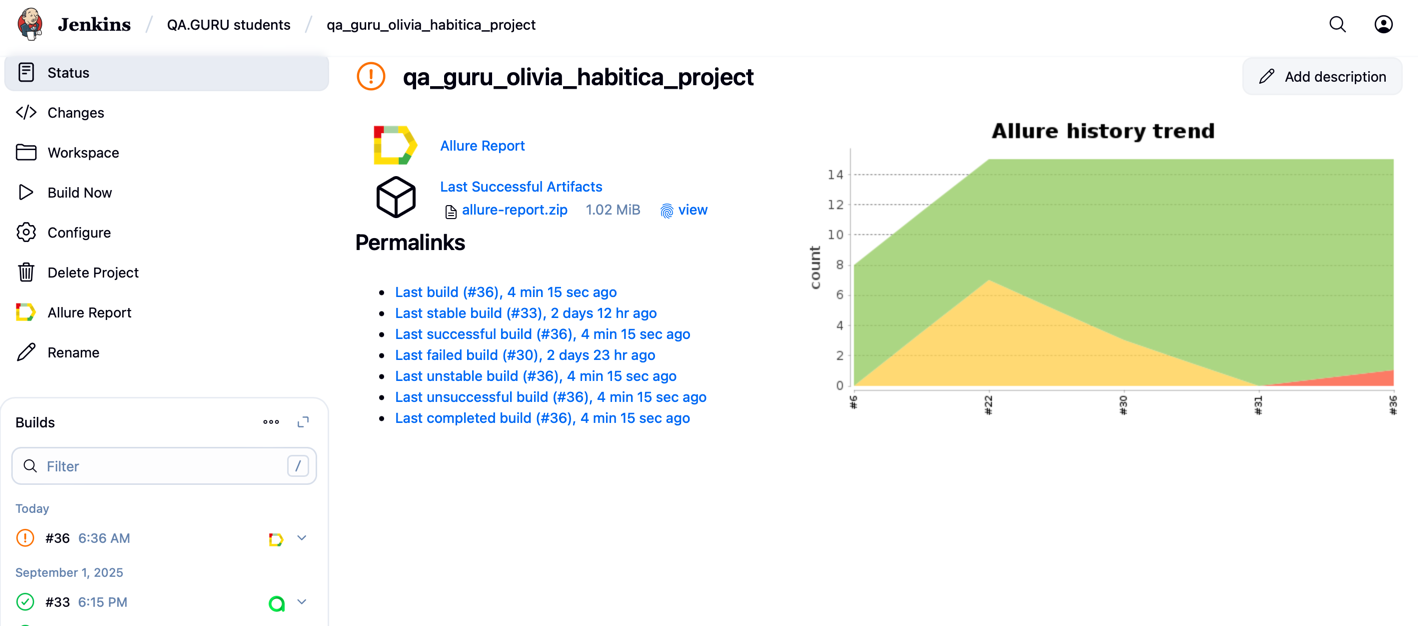 Jenkins / QA.GURU students / qa_guru_olivia_habitica_project
Status
Changes
Workspace
Build Now
Configure
Delete Project
Allure Report
Rename
Builds
Filter /
Today
#36 6:36 AM
September 1, 2025
#33 6:15 PM
qa_guru_olivia_habitica_project
Add description
Allure Report
Last Successful Artifacts
allure-report.zip 1.02 MiB view
Permalinks
Last build (#36), 4 min 15 sec ago
Last stable build (#33), 2 days 12 hr ago
Last successful build (#36), 4 min 15 sec ago
Last failed build (#30), 2 days 23 hr ago
Last unstable build (#36), 4 min 15 sec ago
Last unsuccessful build (#36), 4 min 15 sec ago
Last completed build (#36), 4 min 15 sec ago
Allure history trend
count
14
12
10
8
6
4
2
0
#6 #22 #30 #31 #36